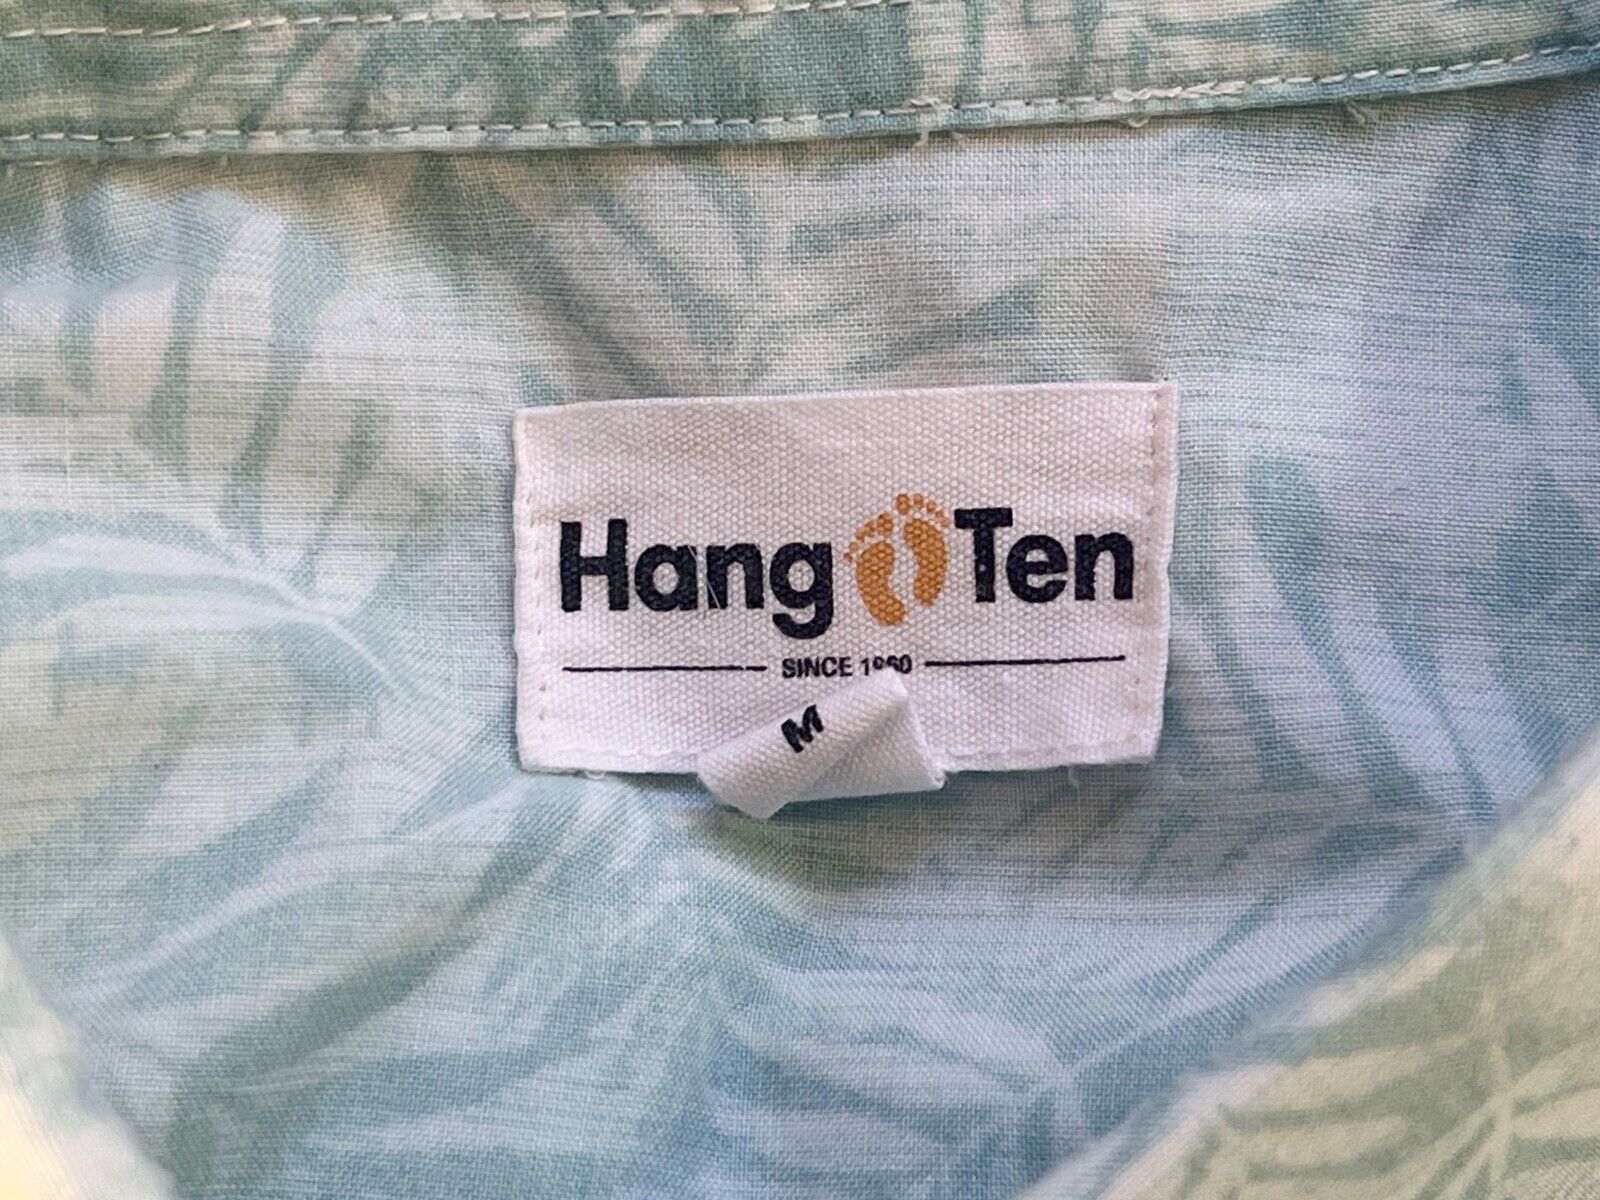 Hang Ten
SINCE 1960
M